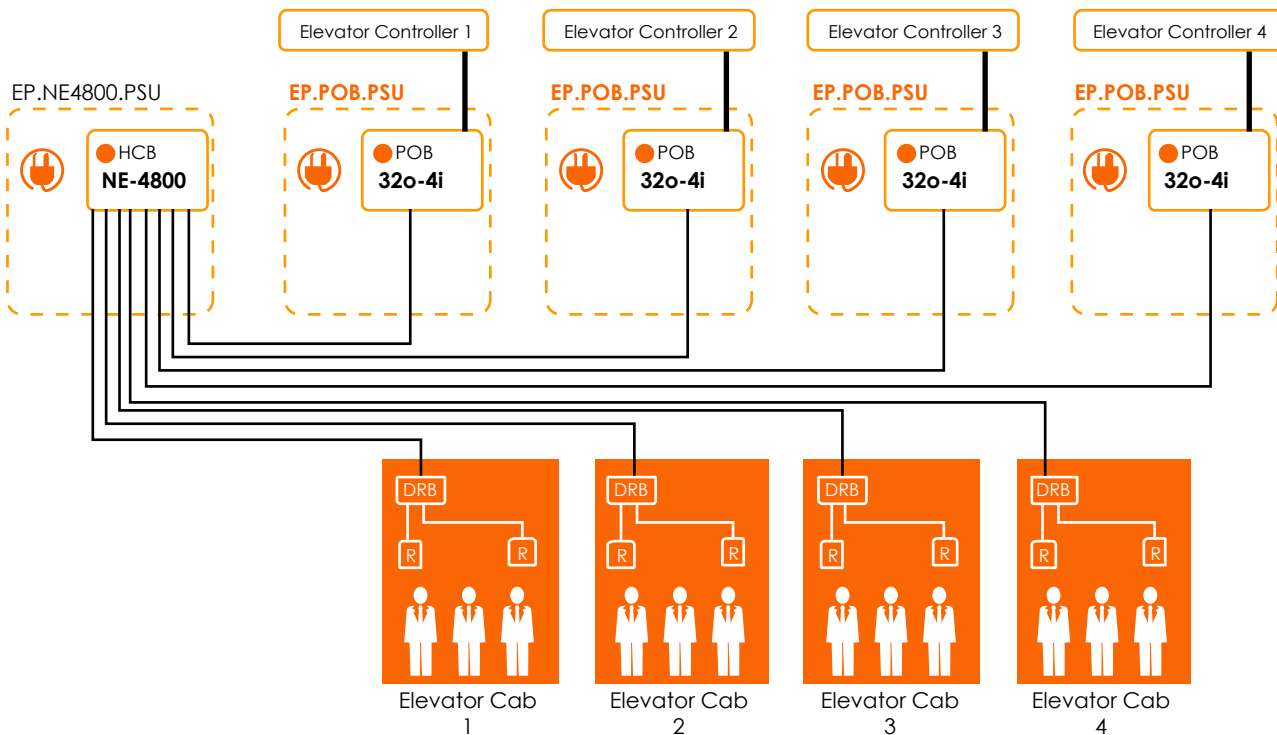 Elevator Controller 1
Elevator Controller 2
Elevator Controller 3
Elevator Controller 4
EP.NE4800.PSU
EP.POB.PSU
EP.POB.PSU
EP.POB.PSU
EP.POB.PSU
HCB
NE-4800
POB
32o-4i
POB
32o-4i
POB
32o-4i
POB
32o-4i
DRB
R
R
DRB
R
R
DRB
R
R
DRB
R
R
Elevator Cab
1
Elevator Cab
2
Elevator Cab
3
Elevator Cab
4